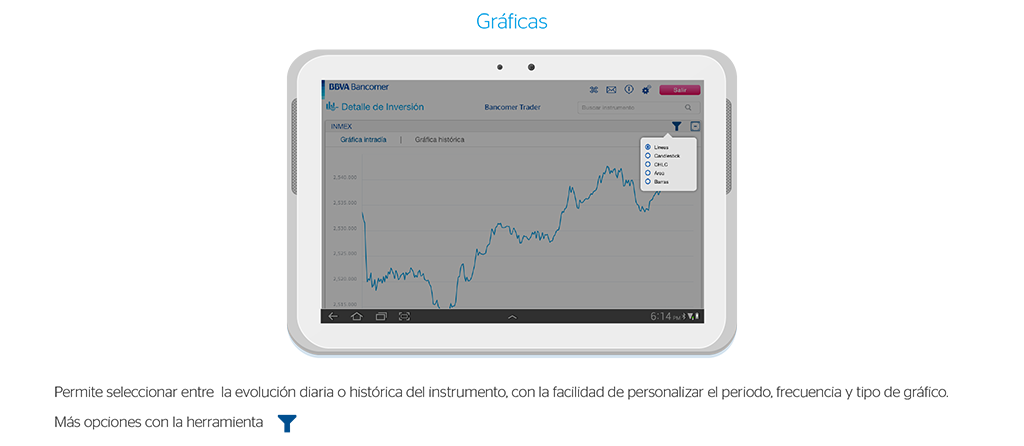 Gráficas
BBVA Bancomer
Salir
Detalle de Inversión
Bancomer Trader
Buscar instrumento
INMEX
Gráfica intradía | Gráfica histórica
Líneas
Candlestick
OHLC
Área
Barras
2,540.000
2,535.000
2,530.000
2,525.000
2,520.000
2,515.000
6:14 PM
Permite seleccionar entre la evolución diaria o histórica del instrumento, con la facilidad de personalizar el periodo, frecuencia y tipo de gráfico.
Más opciones con la herramienta